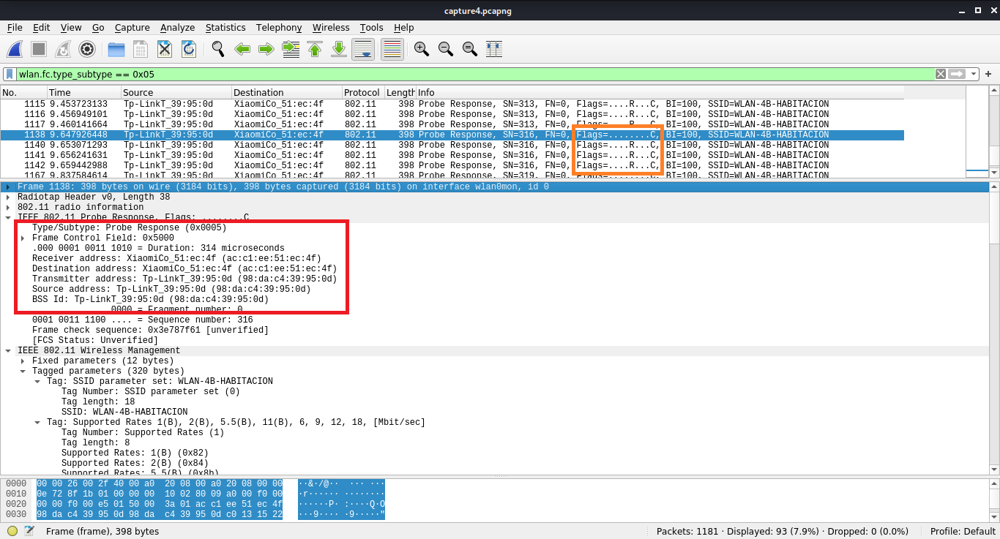 capture4.pcapng
File Edit View Go Capture Analyze Statistics Telephony Wireless Tools Help
wlan.fc.type_subtype == 0x05
No. Time Source Destination Protocol Length Info
1115 9.453723133 Tp-LinkT_39:95:0d XiaomiCo_51:ec:4f 802.11 398 Probe Response, SN=313, FN=0, Flags=....R...C, BI=100, SSID=WLAN-4B-HABITACION
1116 9.456949101 Tp-LinkT_39:95:0d XiaomiCo_51:ec:4f 802.11 398 Probe Response, SN=313, FN=0, Flags=....R...C, BI=100, SSID=WLAN-4B-HABITACION
1117 9.460141664 Tp-LinkT_39:95:0d XiaomiCo_51:ec:4f 802.11 398 Probe Response, SN=313, FN=0, Flags=....R...C, BI=100, SSID=WLAN-4B-HABITACION
1138 9.647926448 Tp-LinkT_39:95:0d XiaomiCo_51:ec:4f 802.11 398 Probe Response, SN=316, FN=0, Flags=........C, BI=100, SSID=WLAN-4B-HABITACION
1140 9.653071293 Tp-LinkT_39:95:0d XiaomiCo_51:ec:4f 802.11 398 Probe Response, SN=316, FN=0, Flags=....R...C, BI=100, SSID=WLAN-4B-HABITACION
1141 9.656241631 Tp-LinkT_39:95:0d XiaomiCo_51:ec:4f 802.11 398 Probe Response, SN=316, FN=0, Flags=....R...C, BI=100, SSID=WLAN-4B-HABITACION
1142 9.659442988 Tp-LinkT_39:95:0d XiaomiCo_51:ec:4f 802.11 398 Probe Response, SN=316, FN=0, Flags=....R...C, BI=100, SSID=WLAN-4B-HABITACION
1167 9.837584614 Tp-LinkT_39:95:0d XiaomiCo_51:ec:4f 802.11 398 Probe Response, SN=319, FN=0, Flags=........C, BI=100, SSID=WLAN-4B-HABITACION
Frame 1138: 398 bytes on wire (3184 bits), 398 bytes captured (3184 bits) on interface wlan0mon, id 0
Radiotap Header v0, Length 38
802.11 radio information
IEEE 802.11 Probe Response, Flags: ........C
Type/Subtype: Probe Response (0x0005)
Frame Control Field: 0x5000
.000 0001 0011 1010 = Duration: 314 microseconds
Receiver address: XiaomiCo_51:ec:4f (ac:c1:ee:51:ec:4f)
Destination address: XiaomiCo_51:ec:4f (ac:c1:ee:51:ec:4f)
Transmitter address: Tp-LinkT_39:95:0d (98:da:c4:39:95:0d)
Source address: Tp-LinkT_39:95:0d (98:da:c4:39:95:0d)
BSS Id: Tp-LinkT_39:95:0d (98:da:c4:39:95:0d)
0000 = Fragment number: 0
0001 0011 1100 .... = Sequence number: 316
Frame check sequence: 0x3e787f61 [unverified]
[FCS Status: Unverified]
IEEE 802.11 Wireless Management
Fixed parameters (12 bytes)
Tagged parameters (320 bytes)
Tag: SSID parameter set: WLAN-4B-HABITACION
Tag Number: SSID parameter set (0)
Tag length: 18
SSID: WLAN-4B-HABITACION
Tag: Supported Rates 1(B), 2(B), 5.5(B), 11(B), 6, 9, 12, 18, [Mbit/sec]
Tag Number: Supported Rates (1)
Tag length: 8
Supported Rates: 1(B) (0x82)
Supported Rates: 2(B) (0x84)
Supported Rates: 5.5(B) (0x8b)
0000 00 00 26 00 2f 40 00 a0 20 08 00 a0 20 08 00 00 ··&·/@·· ··· ···
0010 0e 72 8f 1b 01 00 00 00 10 02 80 09 a0 00 f0 00 ·r······ ········
0020 00 00 f0 00 e5 01 50 00 3a 01 ac c1 ee 51 ec 4f ······P· :····Q·O
0030 98 da c4 39 95 0d 98 da c4 39 95 0d c0 13 15 22 ···9···· ·9·····"
Frame (frame), 398 bytes Packets: 1181 · Displayed: 93 (7.9%) · Dropped: 0 (0.0%) Profile: Default